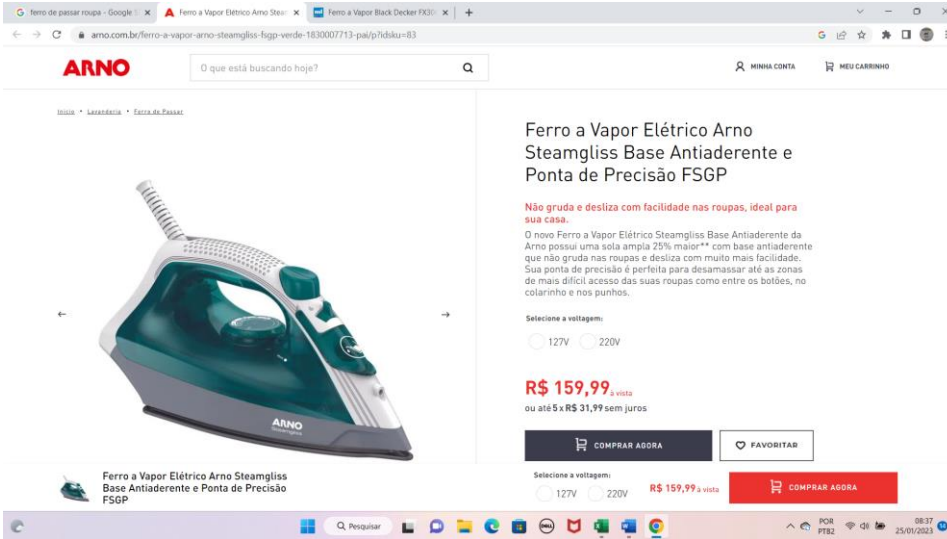 ferro de passar roupa - Google
Ferro a Vapor Elétrico Arno Stea
Ferro a Vapor Black Decker FX30
arno.com.br/ferro-a-vapor-arno-steamgliss-fsgp-verde-1830007713-pai/p?idsku=83
ARNO
O que está buscando hoje?
MINHA CONTA
MEU CARRINHO
Início • Lavanderia • Ferro de Passar
Ferro a Vapor Elétrico Arno
Steamgliss Base Antiaderente e
Ponta de Precisão FSGP
Não gruda e desliza com facilidade nas roupas, ideal para
sua casa.
O novo Ferro a Vapor Elétrico Steamgliss Base Antiaderente da
Arno possui uma sola ampla 25% maior** com base antiaderente
que não gruda nas roupas e desliza com muito mais facilidade.
Sua ponta de precisão é perfeita para desamassar até as zonas
de mais difícil acesso das suas roupas como entre os botões, no
colarinho e nos punhos.
Selecione a voltagem:
127V 220V
R$ 159,99 à vista
ou até 5 x R$ 31,99 sem juros
COMPRAR AGORA
FAVORITAR
ARNO
Steamgliss
Ferro a Vapor Elétrico Arno Steamgliss
Base Antiaderente e Ponta de Precisão
FSGP
Selecione a voltagem:
127V 220V
R$ 159,99 à vista
COMPRAR AGORA
Pesquisar
POR
PTB2
08:37
25/01/2023